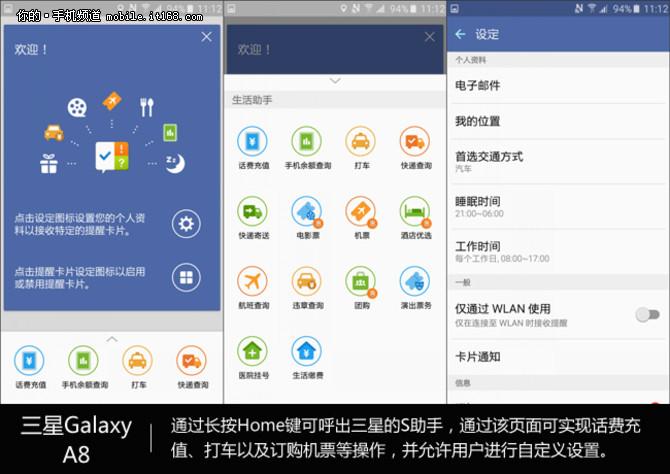 你的·手机频道 mobile.it168.com 11:12
欢迎！
点击设定图标设置您的个人资
料以接收特定的提醒卡片。
点击提醒卡片设定图标以启用
或禁用提醒卡片。
话费充值 手机余额查询 打车 快递查询
94% 11:12
欢迎！
生活助手
话费充值 手机余额查询 打车 快递查询
快递寄送 电影票 机票 酒店优选
航班查询 违章查询 团购 演出票务
医院挂号 生活缴费
94% 11:12
设定
个人资料
电子邮件
我的位置
首选交通方式
汽车
睡眠时间
21:00~06:00
工作时间
每个工作日, 08:00~17:00
一般
仅通过 WLAN 使用
仅在连接至 WLAN 时接收提醒
卡片通知
信息
三星Galaxy
A8
通过长按Home键可呼出三星的S助手，通过该页面可实现话费充
值、打车以及订购机票等操作，并允许用户进行自定义设置。